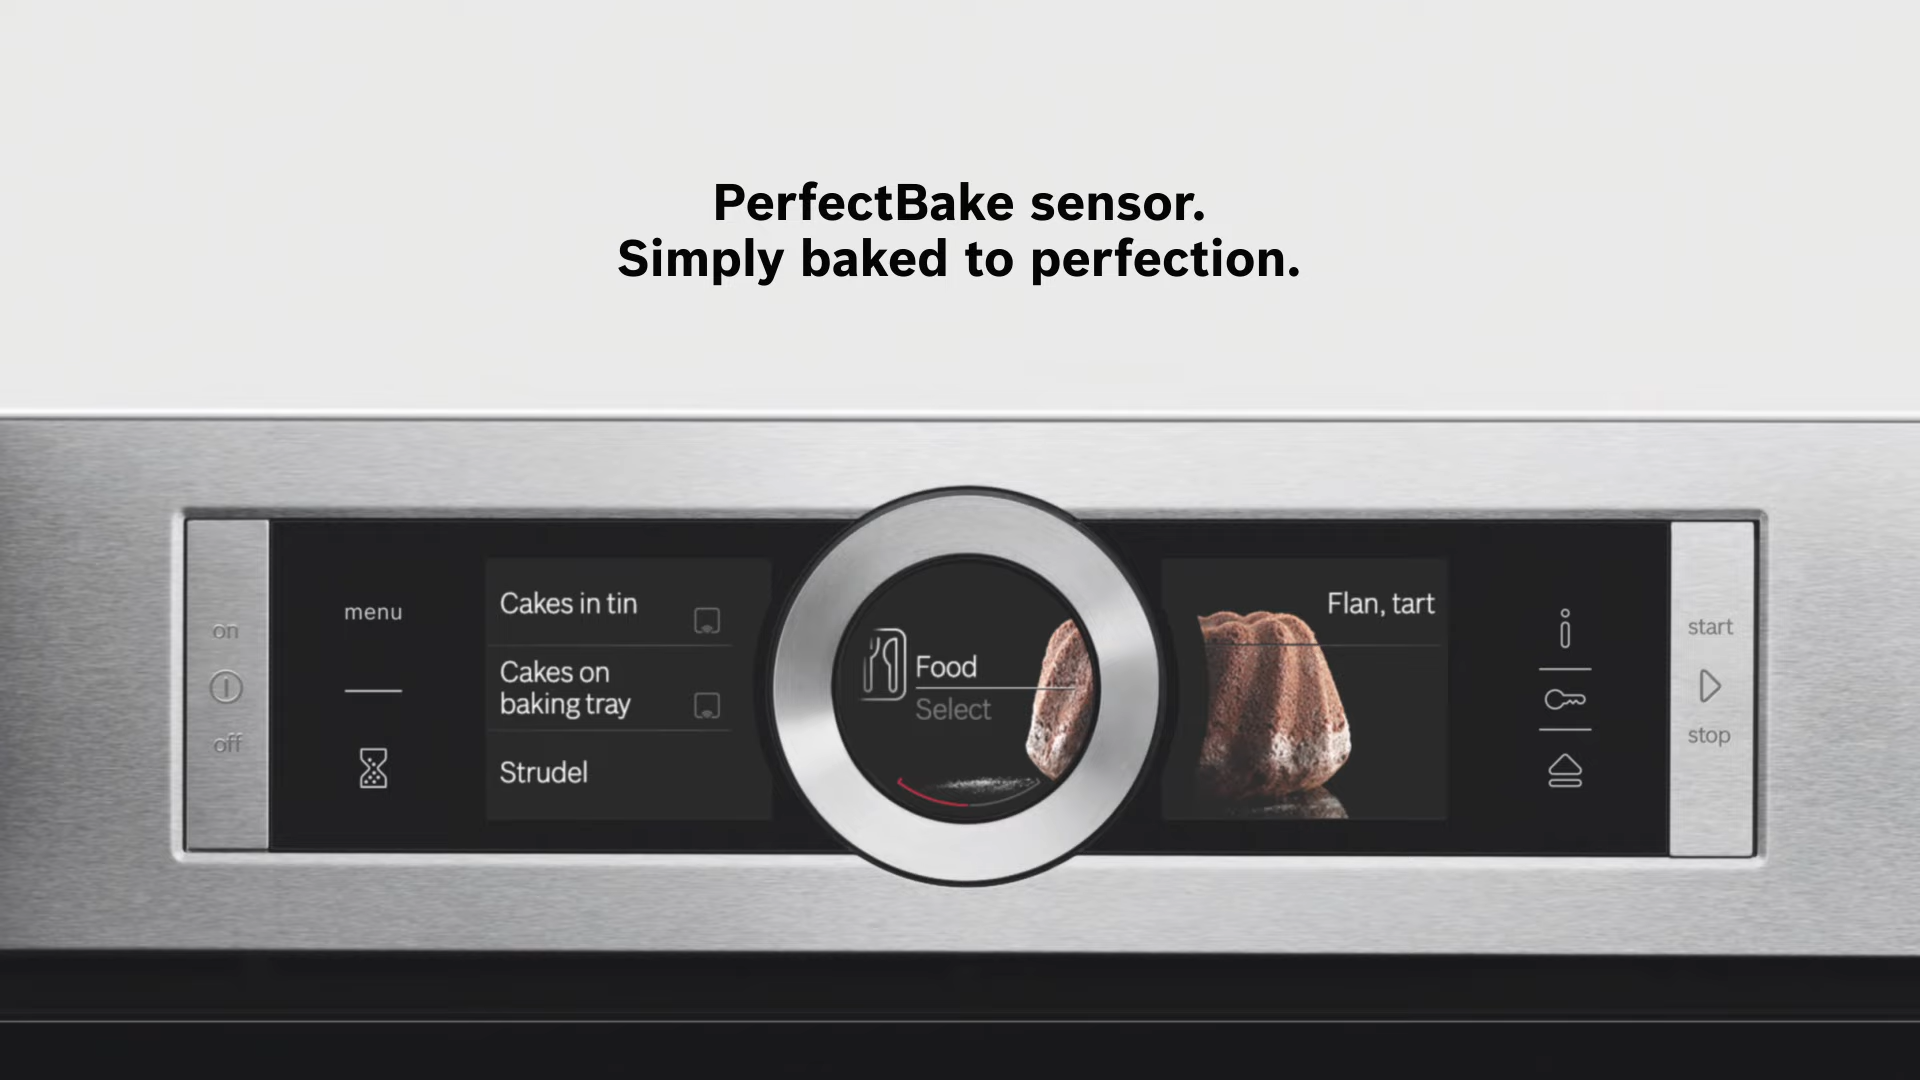 PerfectBake sensor.
Simply baked to perfection.
on
off
menu
Cakes in tin
Cakes on
baking tray
Strudel
Food
Select
Flan, tart
start
stop